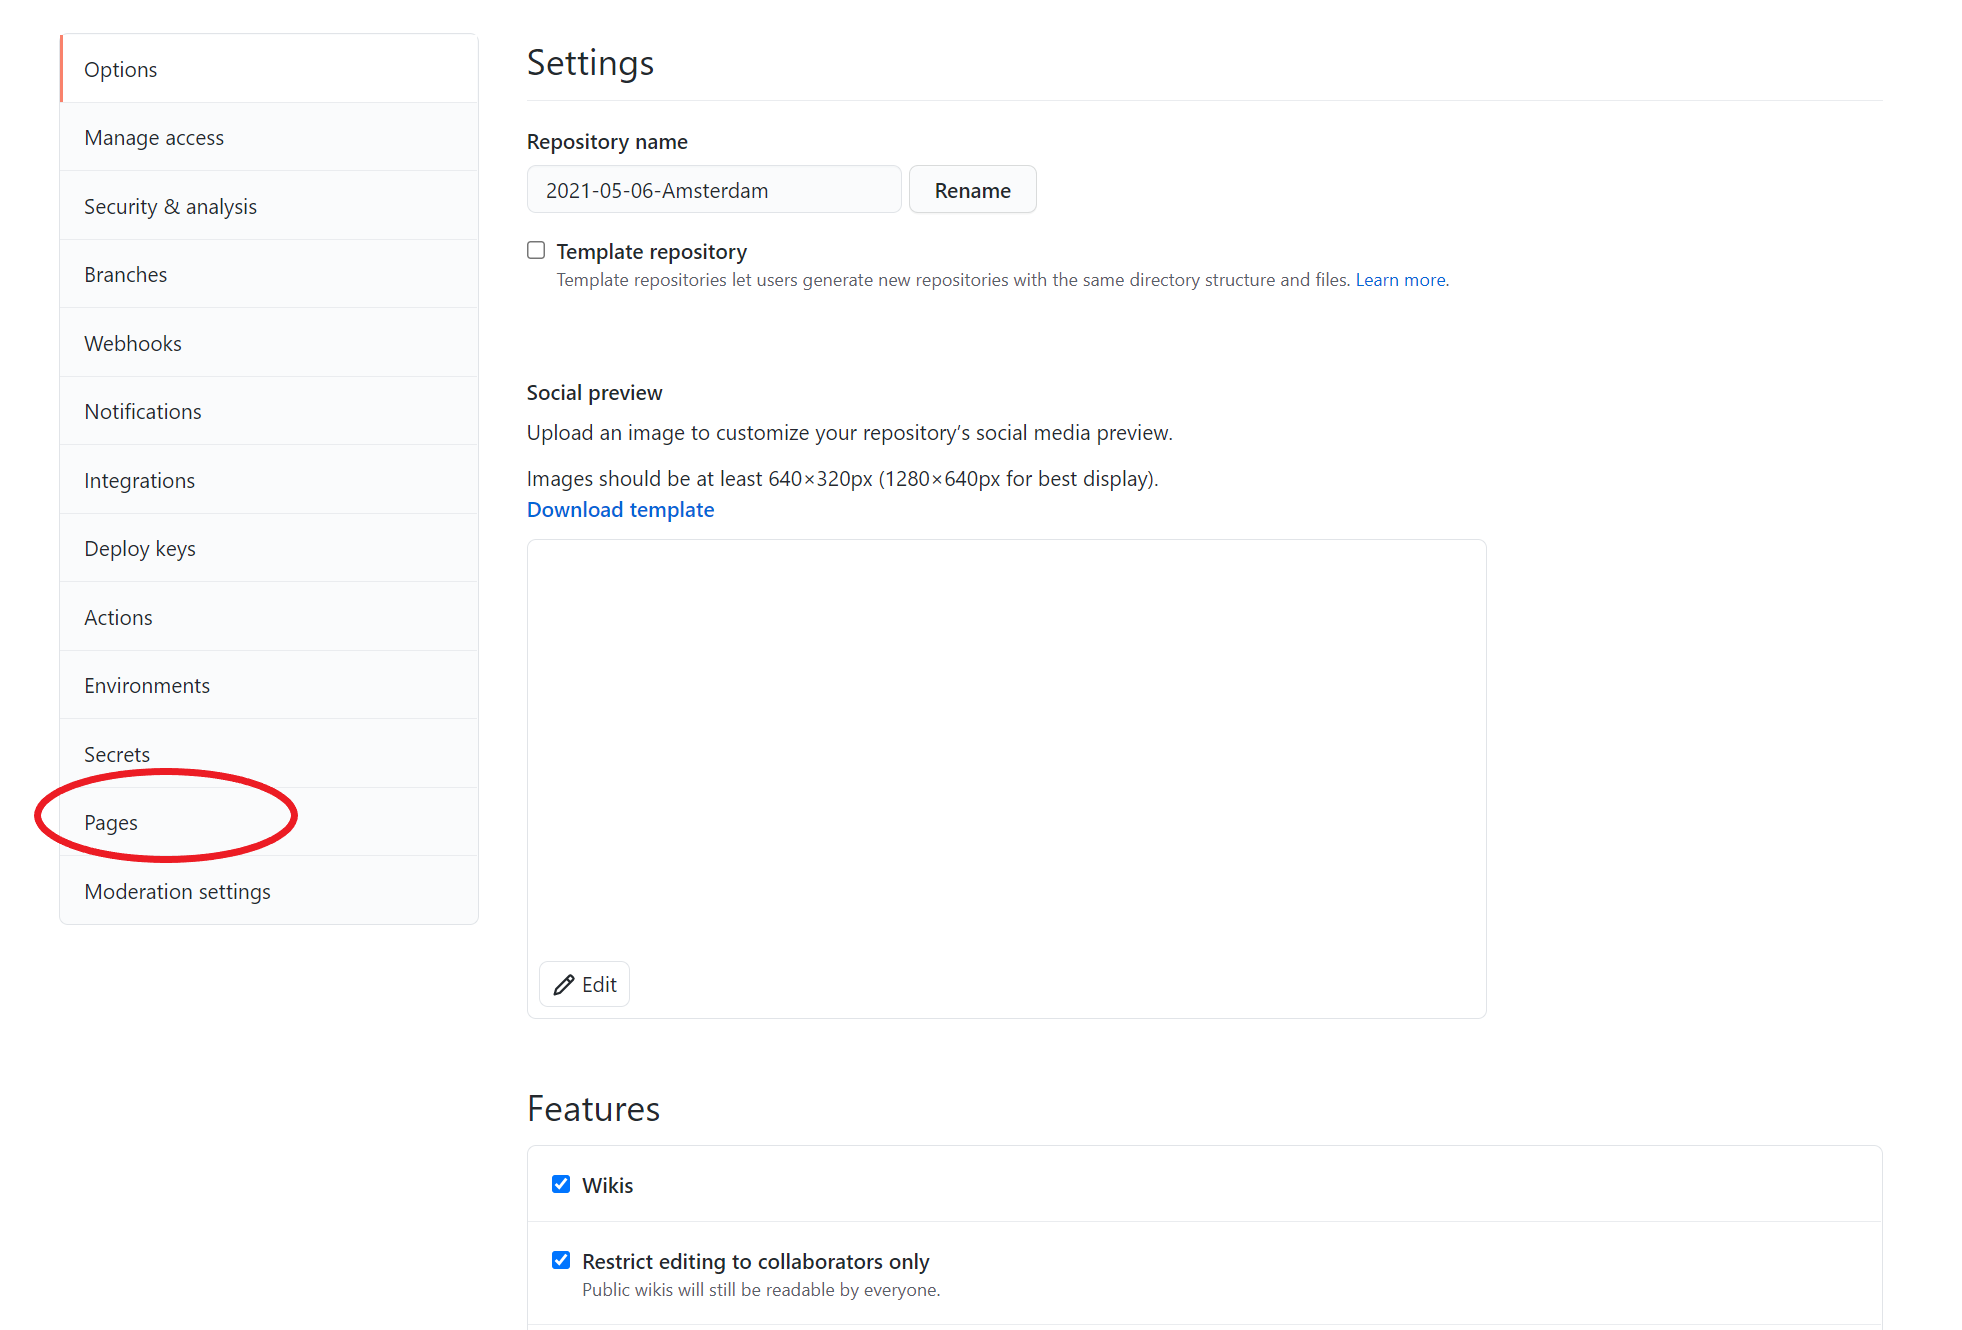 Options
Manage access
Security & analysis
Branches
Webhooks
Notifications
Integrations
Deploy keys
Actions
Environments
Secrets
Pages
Moderation settings
Settings
Repository name
2021-05-06-Amsterdam
Rename
Template repository
Template repositories let users generate new repositories with the same directory structure and files. Learn more.
Social preview
Upload an image to customize your repository’s social media preview.
Images should be at least 640×320px (1280×640px for best display).
Download template
Edit
Features
Wikis
Restrict editing to collaborators only
Public wikis will still be readable by everyone.